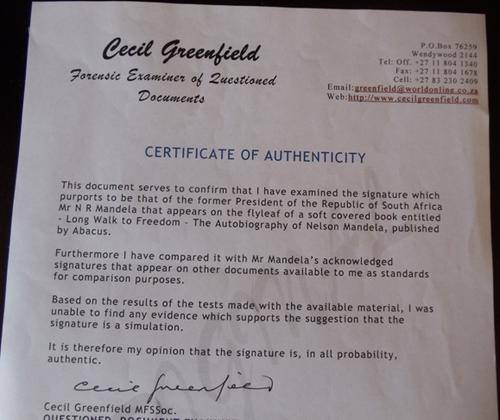 Cecil Greenfield
Forensic Examiner of Questioned
Documents
P.O.Box 76259
Wendywood 2144
Tel: Off. +27 11 804 1340
Fax: +27 11 804 1678
Cell: +27 83 230 2409
Email:greenfield@worldonline.co.za
Web:http://www.cecilgreenfield.com
CERTIFICATE OF AUTHENTICITY
This document serves to confirm that I have examined the signature which
purports to be that of the former President of the Republic of South Africa
Mr N R Mandela that appears on the flyleaf of a soft covered book entitled
- Long Walk to Freedom - The Autobiography of Nelson Mandela, published
by Abacus.
Furthermore I have compared it with Mr Mandela's acknowledged
signatures that appear on other documents available to me as standards
for comparison purposes.
Based on the results of the tests made with the available material, I was
unable to find any evidence which supports the suggestion that the
signature is a simulation.
It is therefore my opinion that the signature is, in all probability,
authentic.
Cecil Greenfield
Cecil Greenfield MFSSoc.